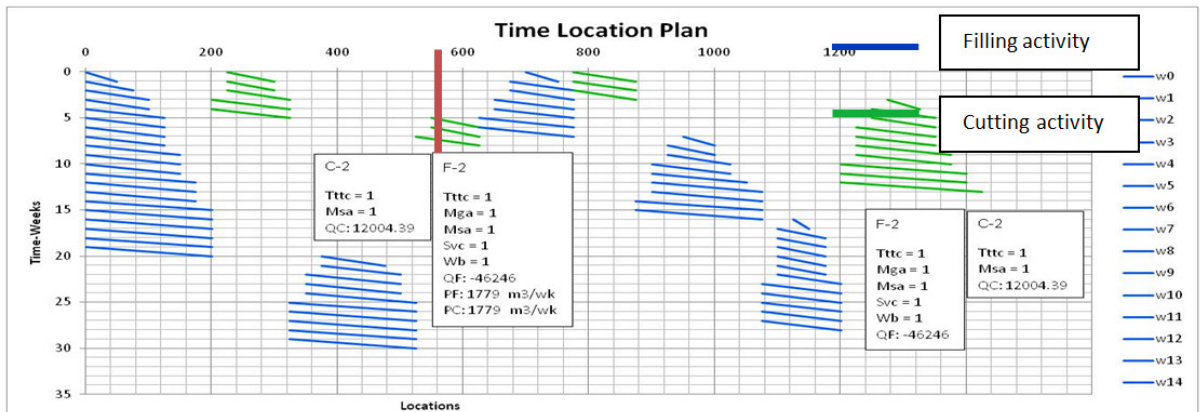 Time Location Plan
0 200 400 600 800 1000 1200
Filling activity
Cutting activity
0
5
10
15
20
25
30
35
Time-Weeks
Locations
C-2
Tttc = 1
Msa = 1
QC: 12004.39
F-2
Tttc = 1
Mga = 1
Msa = 1
Svc = 1
Wb = 1
QF: -46246
PF: 1779 m3/wk
PC: 1779 m3/wk
F-2
Tttc = 1
Mga = 1
Msa = 1
Svc = 1
Wb = 1
QF: -46246
C-2
Tttc = 1
Msa = 1
QC: 12004.39
w0
w1
w2
w3
w4
w5
w6
w7
w8
w9
w10
w11
w12
w13
w14